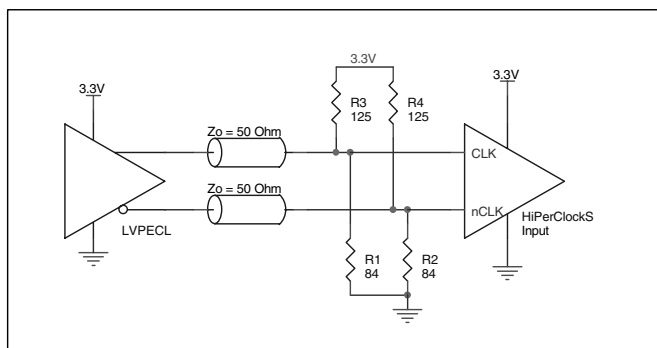 3.3V
3.3V
3.3V
R3
125
R4
125
Zo = 50 Ohm
CLK
Zo = 50 Ohm
nCLK
HiPerClockS
Input
LVPECL
R1
84
R2
84